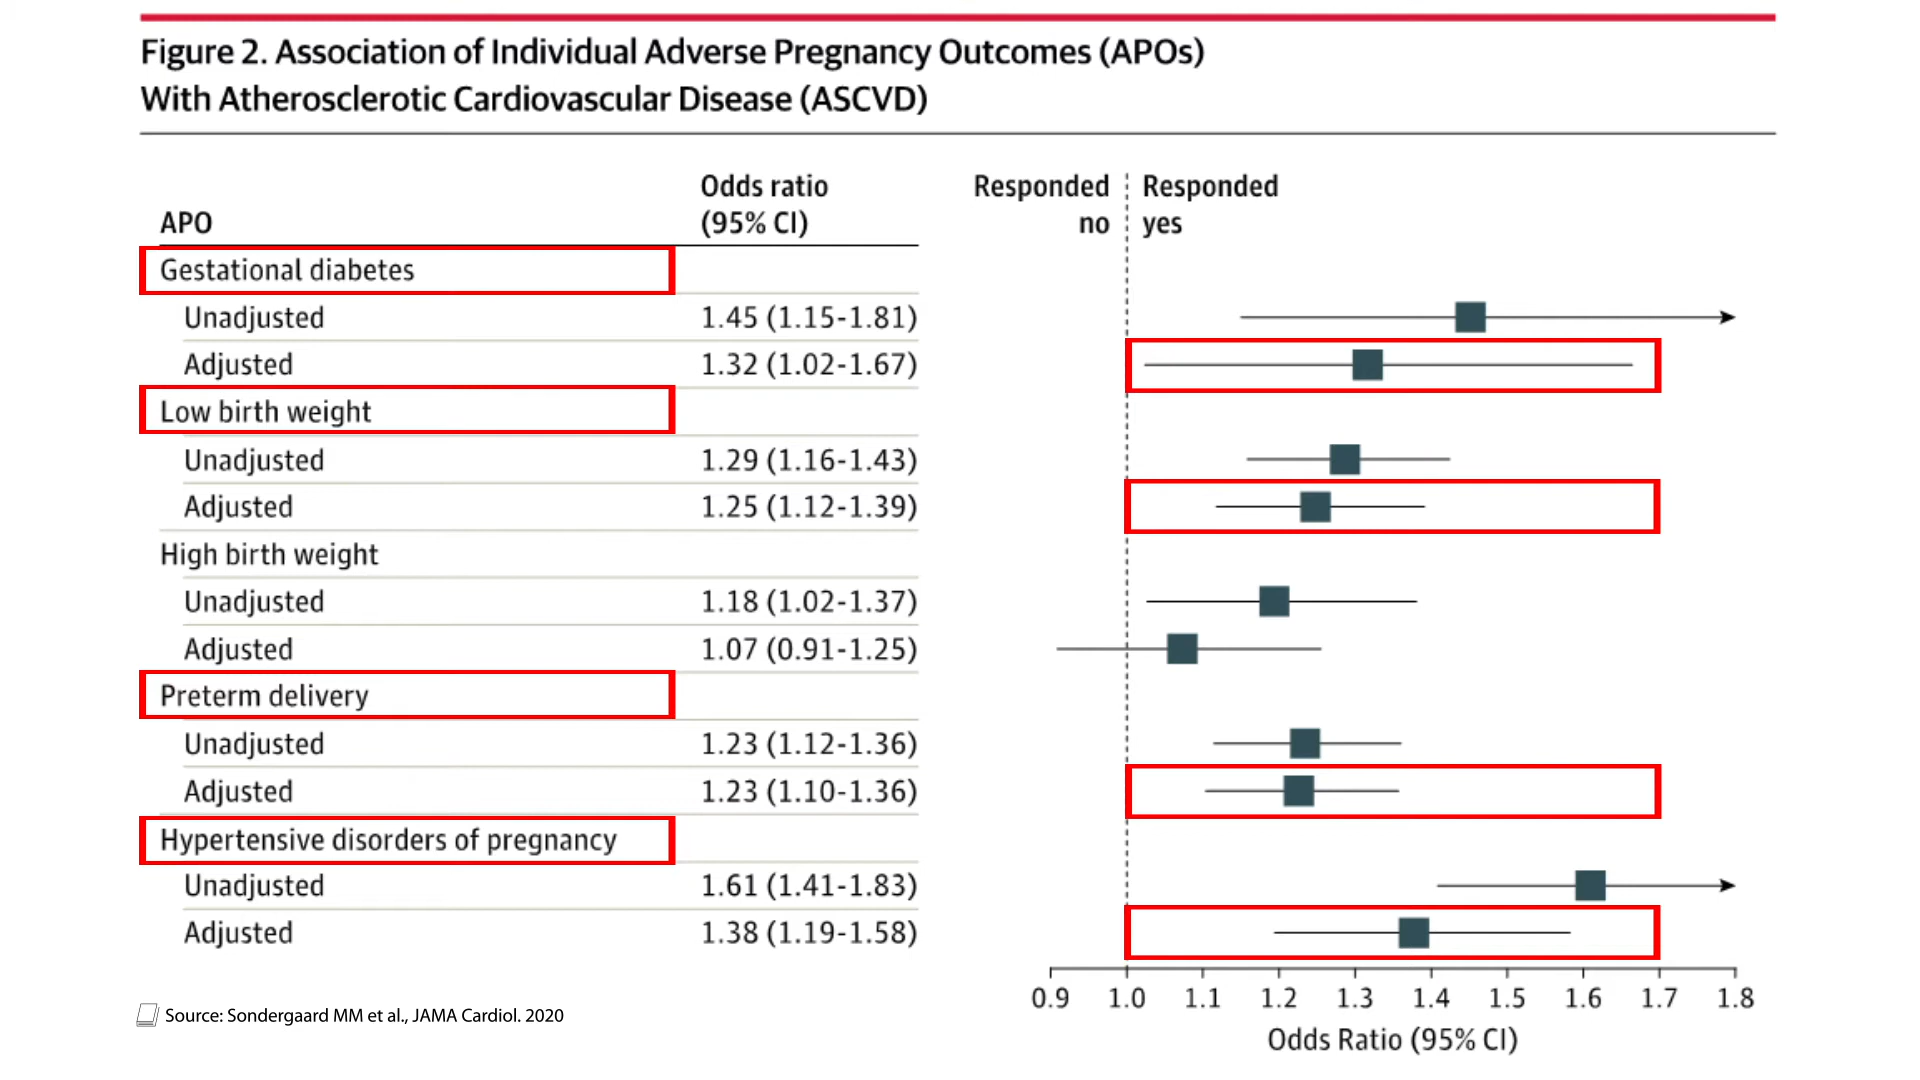 Figure 2. Association of Individual Adverse Pregnancy Outcomes (APOs)
With Atherosclerotic Cardiovascular Disease (ASCVD)
APO
Odds ratio
(95% CI)
Responded
no
Responded
yes
Gestational diabetes
Unadjusted 1.45 (1.15-1.81)
Adjusted 1.32 (1.02-1.67)
Low birth weight
Unadjusted 1.29 (1.16-1.43)
Adjusted 1.25 (1.12-1.39)
High birth weight
Unadjusted 1.18 (1.02-1.37)
Adjusted 1.07 (0.91-1.25)
Preterm delivery
Unadjusted 1.23 (1.12-1.36)
Adjusted 1.23 (1.10-1.36)
Hypertensive disorders of pregnancy
Unadjusted 1.61 (1.41-1.83)
Adjusted 1.38 (1.19-1.58)
0.9 1.0 1.1 1.2 1.3 1.4 1.5 1.6 1.7 1.8
Odds Ratio (95% CI)
Source: Sondergaard MM et al., JAMA Cardiol. 2020